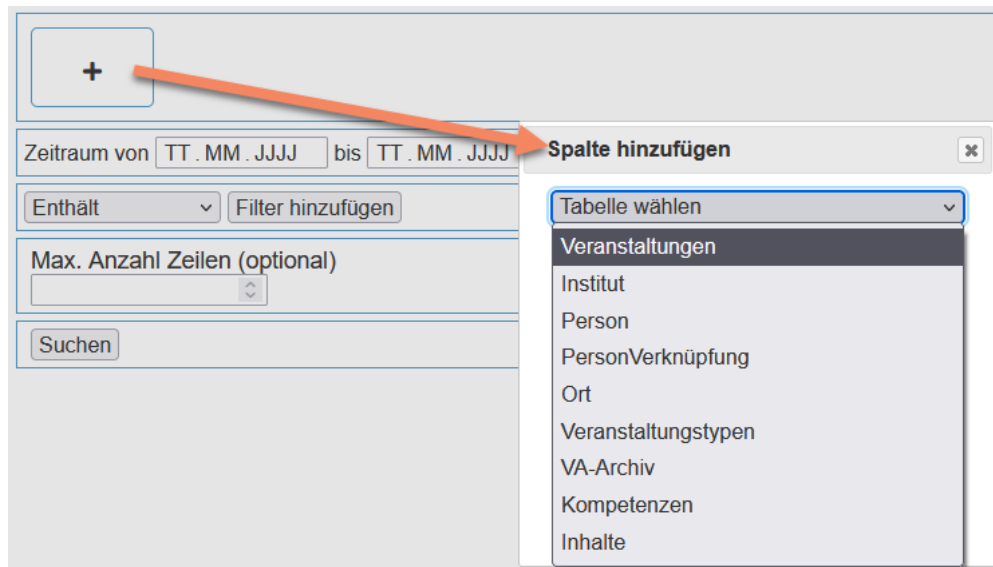 +
Zeitraum von TT . MM . JJJJ bis TT . MM . JJJJ
Enthält Filter hinzufügen
Max. Anzahl Zeilen (optional)
Suchen
Spalte hinzufügen
Tabelle wählen
Veranstaltungen
Institut
Person
PersonVerknüpfung
Ort
Veranstaltungstypen
VA-Archiv
Kompetenzen
Inhalte